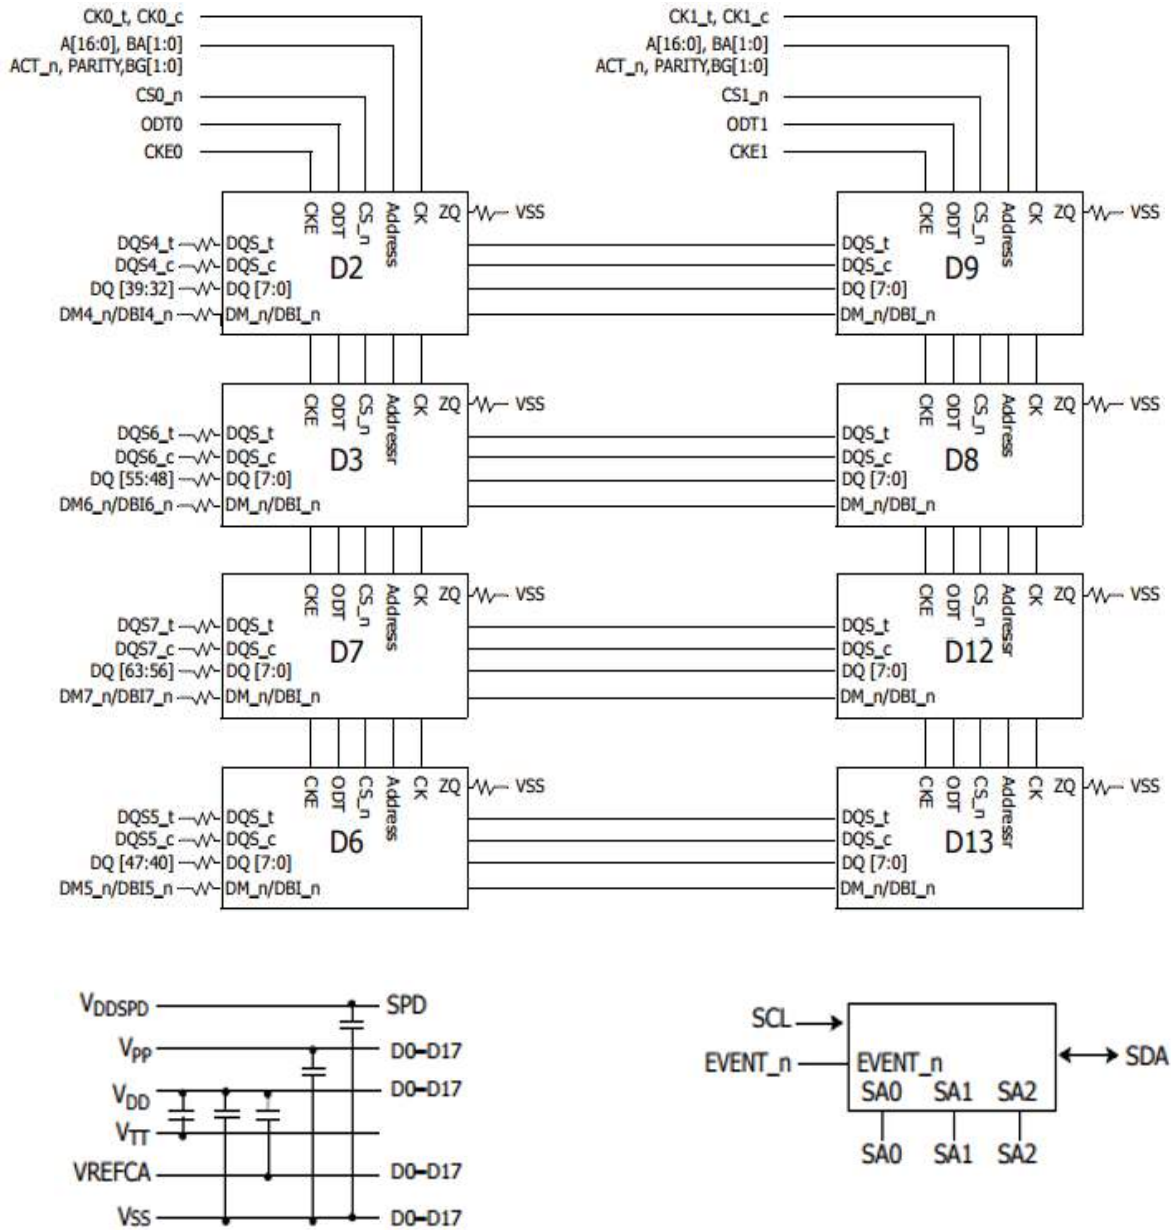 CK0_t, CK0_c
A[16:0], BA[1:0]
ACT_n, PARITY,BG[1:0]
CS0_n
ODT0
CKE0
CK1_t, CK1_c
A[16:0], BA[1:0]
ACT_n, PARITY,BG[1:0]
CS1_n
ODT1
CKE1
CKE ODT CS_n Address CK ZQ VSS
DQS4_t DQS_t
DQS4_c DQS_c
D2
DQ [39:32] DQ [7:0]
DM4_n/DBI4_n DM_n/DBI_n
CKE ODT CS_n Address CK ZQ VSS
DQS_t
DQS_c
D9
DQ [7:0]
DM_n/DBI_n
CKE ODT CS_n Addressr CK ZQ VSS
DQS6_t DQS_t
DQS6_c DQS_c
D3
DQ [55:48] DQ [7:0]
DM6_n/DBI6_n DM_n/DBI_n
CKE ODT CS_n Address CK ZQ VSS
DQS_t
DQS_c
D8
DQ [7:0]
DM_n/DBI_n
CKE ODT CS_n Address CK ZQ VSS
DQS7_t DQS_t
DQS7_c DQS_c
D7
DQ [63:56] DQ [7:0]
DM7_n/DBI7_n DM_n/DBI_n
CKE ODT CS_n Addressr CK ZQ VSS
DQS_t
DQS_c
D12
DQ [7:0]
DM_n/DBI_n
CKE ODT CS_n Address CK ZQ VSS
DQS5_t DQS_t
DQS5_c DQS_c
D6
DQ [47:40] DQ [7:0]
DM5_n/DBI5_n DM_n/DBI_n
CKE ODT CS_n Addressr CK ZQ VSS
DQS_t
DQS_c
D13
DQ [7:0]
DM_n/DBI_n
VDDSPD SPD
VPP D0–D17
VDD D0–D17
VTT
VREFCA D0–D17
VSS D0–D17
SCL
EVENT_n EVENT_n
SDA
SA0 SA1 SA2
SA0 SA1 SA2